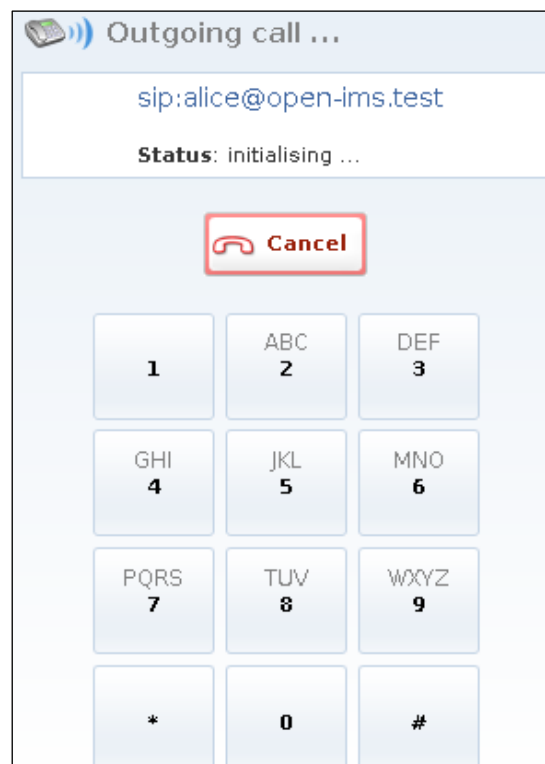 Outgoing call ...
sip:alice@open-ims.test
Status: initialising ...
Cancel
ABC DEF
1 2 3
GHI JKL MNO
4 5 6
PQRS TUV WXYZ
7 8 9
* 0 #